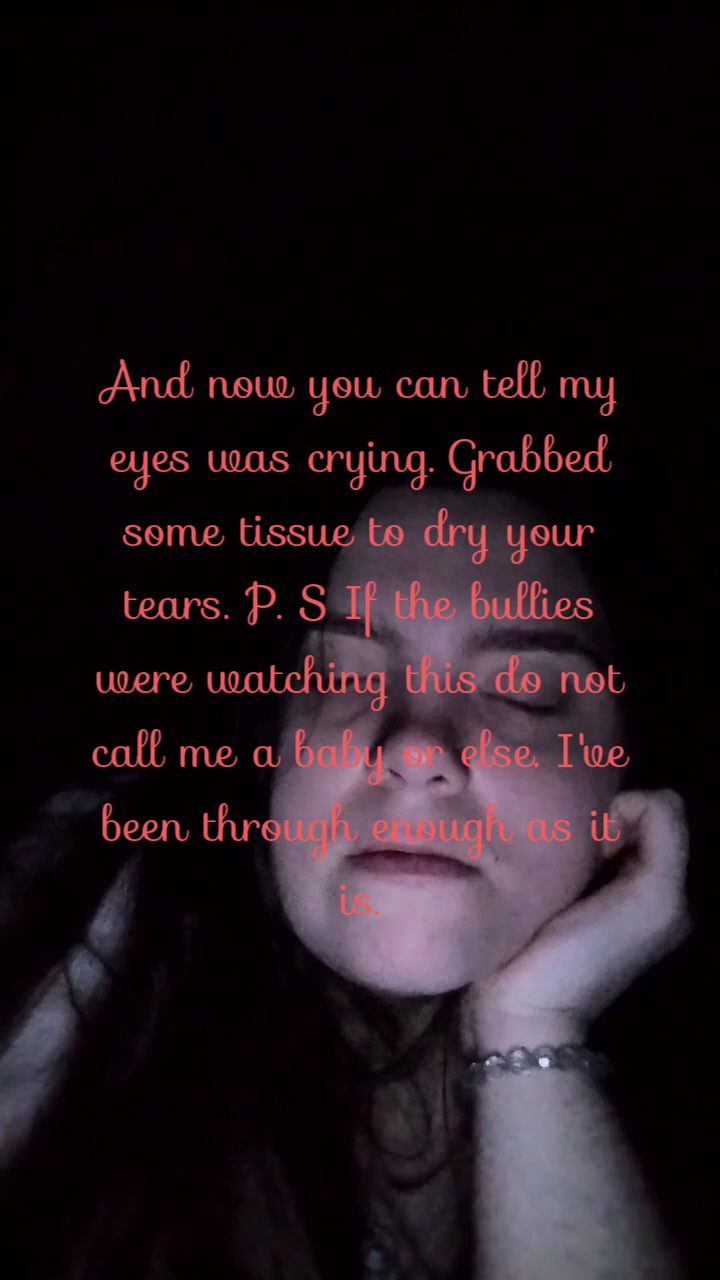 And now you can tell my
eyes was crying. Grabbed
some tissue to dry your
tears. P. S If the bullies
were watching this do not
call me a baby or else. I've
been through enough as it
is.